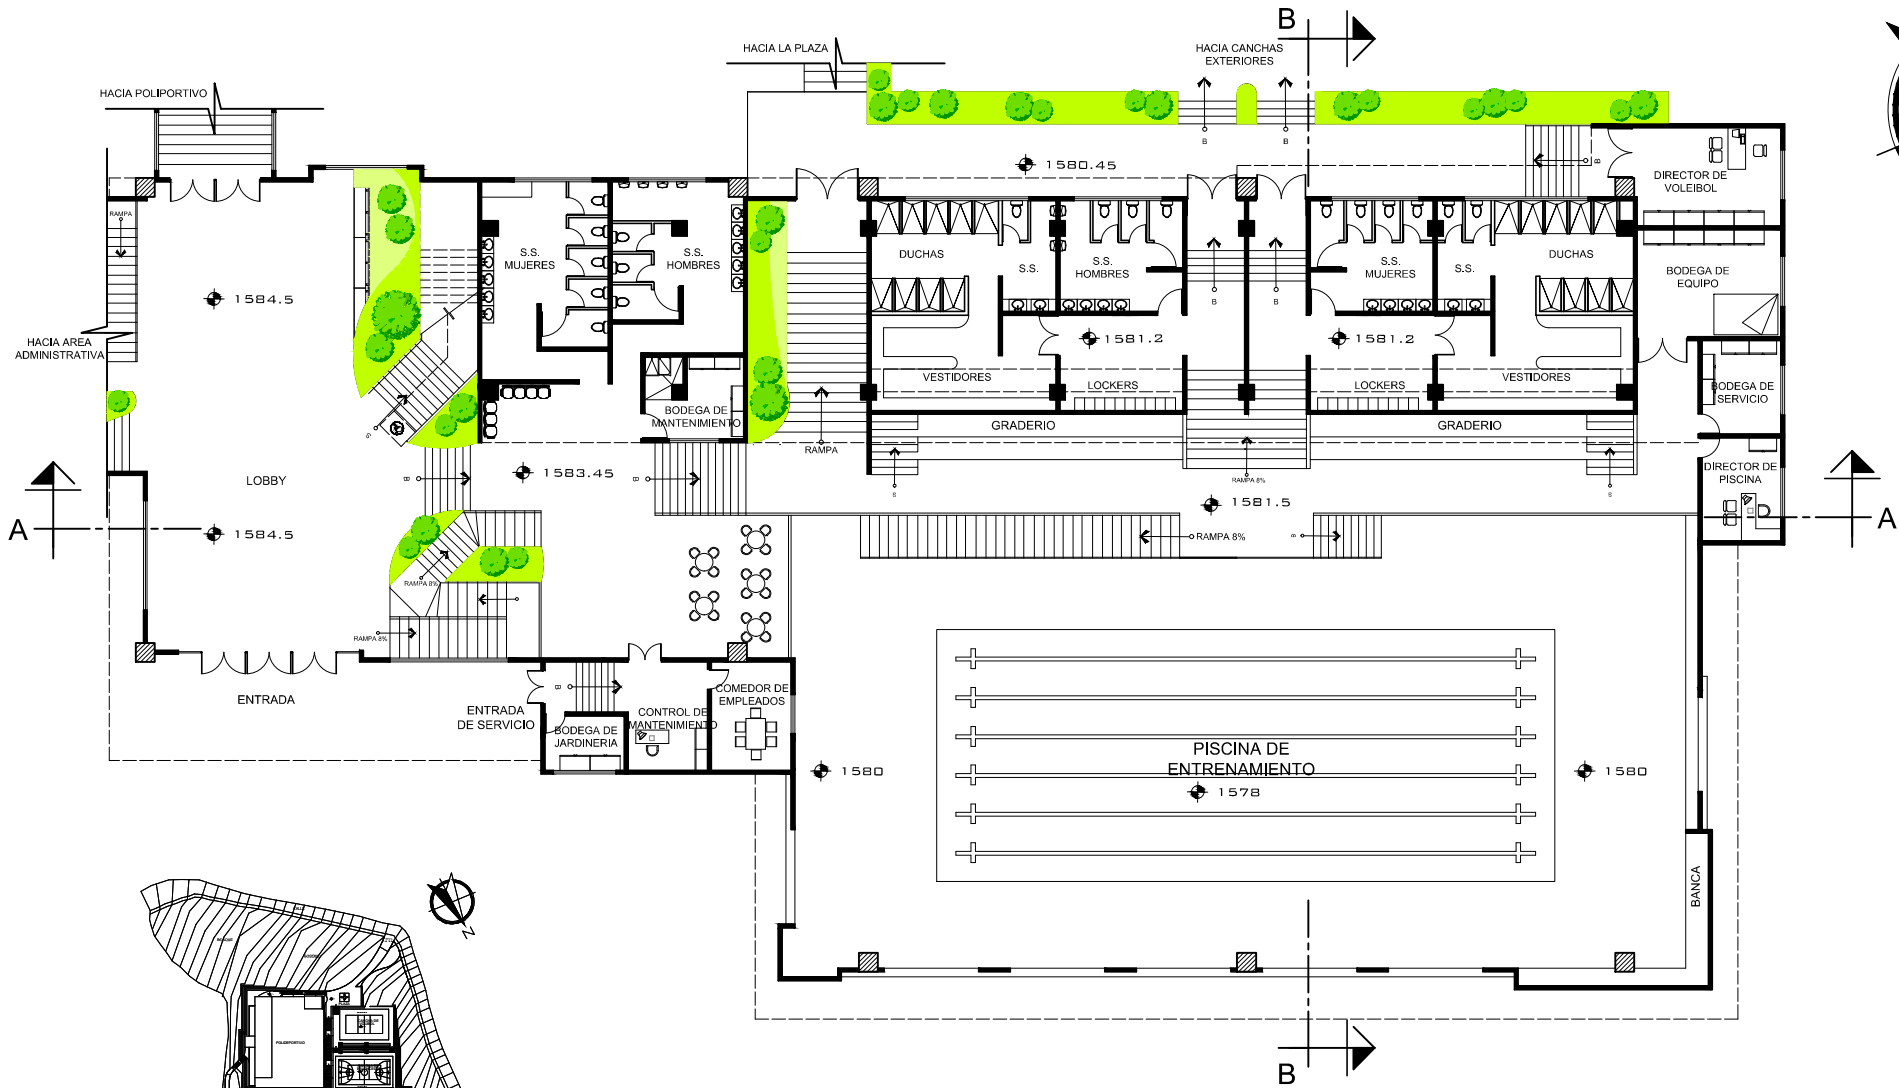 B
HACIA LA PLAZA
HACIA CANCHAS
EXTERIORES
HACIA POLIPORTIVO
B
B
1580.45
B
DIRECTOR DE
VOLEIBOL
RAMPA
S.S.
MUJERES
S.S.
HOMBRES
DUCHAS
S.S.
S.S.
HOMBRES
S.S.
MUJERES
S.S.
DUCHAS
BODEGA DE
EQUIPO
1584.5
B
B
HACIA AREA
ADMINISTRATIVA
1581.2
1581.2
VESTIDORES
LOCKERS
LOCKERS
VESTIDORES
BODEGA DE
SERVICIO
BODEGA DE
MANTENIMIENTO
S
GRADERIO
GRADERIO
RAMPA
LOBBY
B
1583.45
B
RAMPA 8%
S
S
DIRECTOR DE
PISCINA
1581.5
A
1584.5
A
RAMPA 8%
B
RAMPA 8%
RAMPA 8%
ENTRADA
ENTRADA
DE SERVICIO
B
BODEGA DE
JARDINERIA
CONTROL DE
MANTENIMIENTO
COMEDOR DE
EMPLEADOS
PISCINA DE
ENTRENAMIENTO
1580
1578
1580
BANCA
N
POLIDEPORTIVO
B